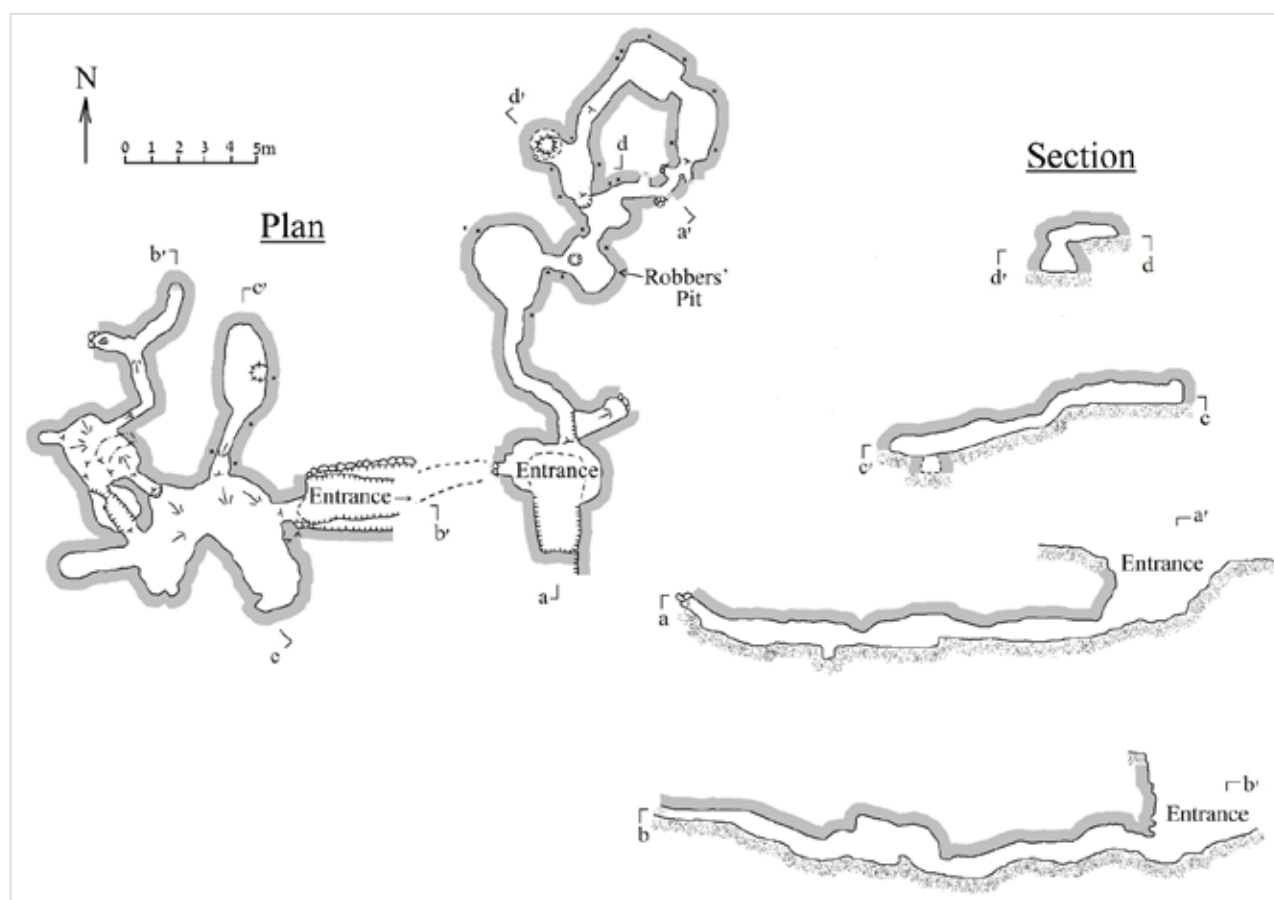 N
0 1 2 3 4 5m
Plan
b'
c'
d'
d
a'
Robbers'
Pit
Entrance
Entrance →
b'
a
c
Section
d'
d
c
c'
a'
Entrance
a
b'
Entrance
b